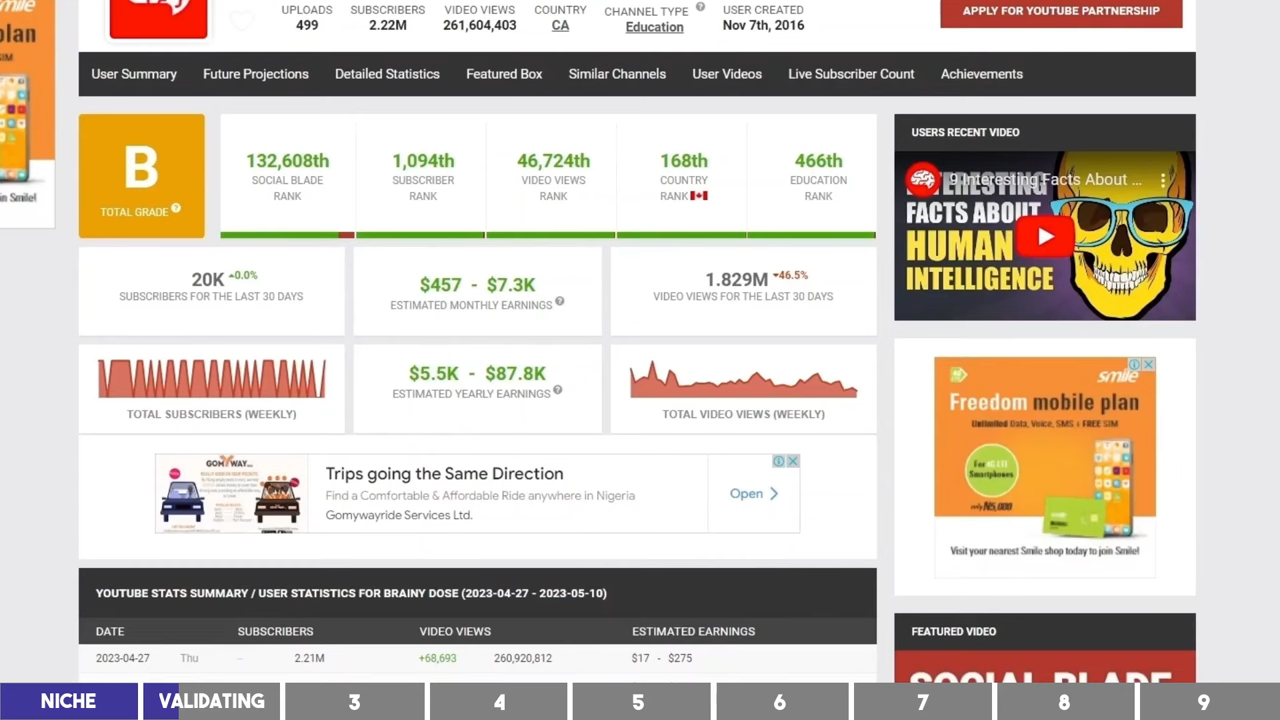 UPLOADS
499
SUBSCRIBERS
2.22M
VIDEO VIEWS
261,604,403
COUNTRY
CA
CHANNEL TYPE
Education
USER CREATED
Nov 7th, 2016
APPLY FOR YOUTUBE PARTNERSHIP
plan
User Summary
Future Projections
Detailed Statistics
Featured Box
Similar Channels
User Videos
Live Subscriber Count
Achievements
B
TOTAL GRADE
132,608th
SOCIAL BLADE
RANK
1,094th
SUBSCRIBER
RANK
46,724th
VIDEO VIEWS
RANK
168th
COUNTRY
RANK
466th
EDUCATION
RANK
20K 0.0%
SUBSCRIBERS FOR THE LAST 30 DAYS
$457 - $7.3K
ESTIMATED MONTHLY EARNINGS
1.829M 46.5%
VIDEO VIEWS FOR THE LAST 30 DAYS
TOTAL SUBSCRIBERS (WEEKLY)
$5.5K - $87.8K
ESTIMATED YEARLY EARNINGS
TOTAL VIDEO VIEWS (WEEKLY)
USERS RECENT VIDEO
9 Interesting Facts About ...
INTERESTING
FACTS ABOUT
HUMAN
INTELLIGENCE
in Smile!
GOMYWAY
Trips going the Same Direction
Find a Comfortable & Affordable Ride anywhere in Nigeria
Gomywayride Services Ltd.
Open
smile
Freedom mobile plan
Unlimited Data, Voice, SMS + FREE SIM
Smartphones
only N15,000
Visit your nearest Smile shop today to join Smile!
YOUTUBE STATS SUMMARY / USER STATISTICS FOR BRAINY DOSE (2023-04-27 - 2023-05-10)
DATE
SUBSCRIBERS
VIDEO VIEWS
ESTIMATED EARNINGS
2023-04-27 Thu – 2.21M +68,693 260,920,812 $17 - $275
FEATURED VIDEO
SOCIAL BLADE
NICHE
VALIDATING
3
4
5
6
7
8
9